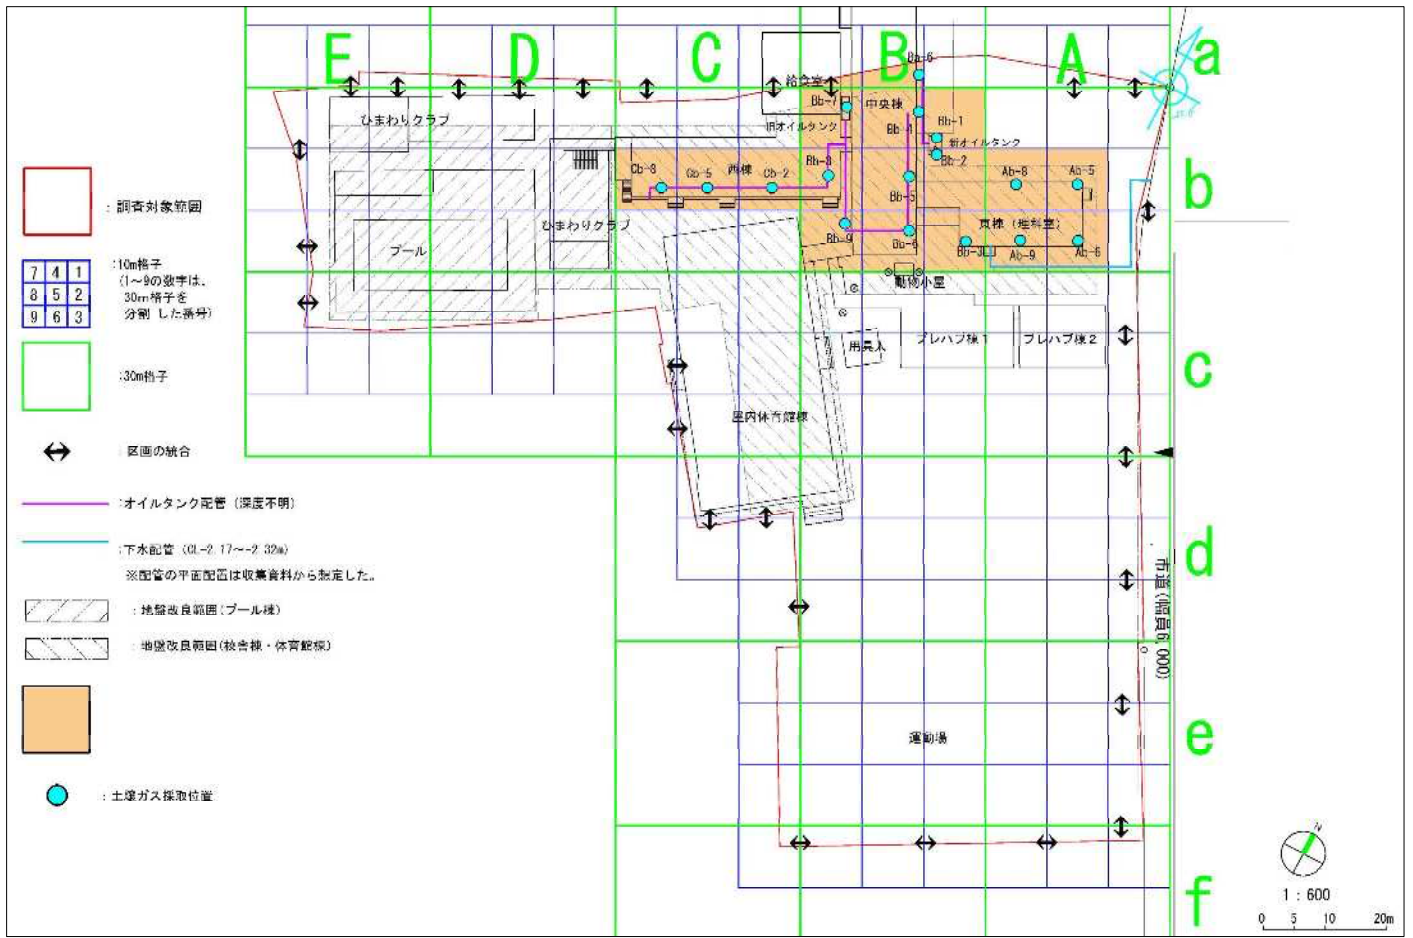 E D C B A a
給食室
Ba-6
ひまわりクラブ
Bb-7
中央棟
旧オイルタンク
Bb-4
Bb-1
新オイルタンク
Bb-2
b
Cb-8
Cb-5
西棟
Cb-2
Bb-8
Ab-8
Ab-5
Bb-5
: 調査対象範囲
プール
ひまわりクラブ
東棟(理科室)
Bb-9
Bb-6
Bb-3
Ab-9
Ab-6
7 4 1
8 5 2
9 6 3
:10m格子
(1～9の数字は、
30m格子を
分割 した番号)
動物小屋
用具入
プレハブ棟1
プレハブ棟2
:30m格子
c
屋内体育館棟
: 区画の統合
:オイルタンク配管 (深度不明)
:下水配管 (GL-2.17～-2.32m)
※配管の平面配置は収集資料から想定した。
d
市道(幅員6,000)
: 地盤改良範囲(プール棟)
: 地盤改良範囲(校舎棟・体育館棟)
運動場
e
: 土壌ガス採取位置
N
f
1 : 600
0 5 10 20m